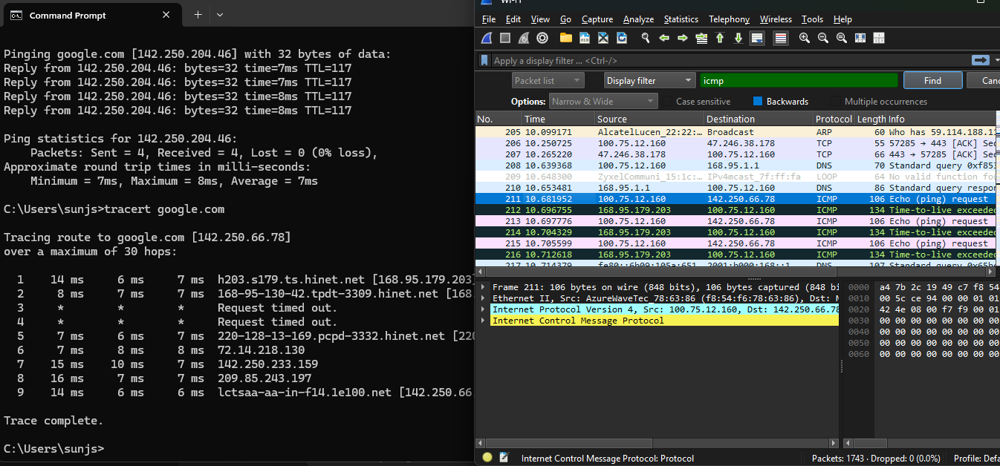 Command Prompt
Pinging google.com [142.250.204.46] with 32 bytes of data:
Reply from 142.250.204.46: bytes=32 time=7ms TTL=117
Reply from 142.250.204.46: bytes=32 time=7ms TTL=117
Reply from 142.250.204.46: bytes=32 time=8ms TTL=117
Reply from 142.250.204.46: bytes=32 time=8ms TTL=117
Ping statistics for 142.250.204.46:
Packets: Sent = 4, Received = 4, Lost = 0 (0% loss),
Approximate round trip times in milli-seconds:
Minimum = 7ms, Maximum = 8ms, Average = 7ms
C:\Users\sunjs>tracert google.com
Tracing route to google.com [142.250.66.78]
over a maximum of 30 hops:
1 14 ms 6 ms 7 ms h203.s179.ts.hinet.net [168.95.179.203]
2 8 ms 7 ms 7 ms 168-95-130-42.tpdt-3309.hinet.net [168
3 * * * Request timed out.
4 * * * Request timed out.
5 7 ms 6 ms 7 ms 220-128-13-169.pcpd-3332.hinet.net [220
6 7 ms 8 ms 8 ms 72.14.218.130
7 15 ms 10 ms 7 ms 142.250.233.159
8 16 ms 7 ms 7 ms 209.85.243.197
9 14 ms 6 ms 6 ms lctsaa-aa-in-f14.1e100.net [142.250.66.
Trace complete.
C:\Users\sunjs>
File Edit View Go Capture Analyze Statistics Telephony Wireless Tools Help
Apply a display filter ... <Ctrl-/>
Packet list Display filter icmp Find Canc
Options: Narrow & Wide Case sensitive Backwards Multiple occurrences
No. Time Source Destination Protocol Length Info
205 10.099171 AlcatelLucen_22:22:… Broadcast ARP 60 Who has 59.114.188.1
206 10.250725 100.75.12.160 47.246.38.178 TCP 55 57285 → 443 [ACK] Sec
207 10.265220 47.246.38.178 100.75.12.160 TCP 66 443 → 57285 [ACK] Sec
208 10.639368 100.75.12.160 168.95.1.1 DNS 70 Standard query 0xf85
209 10.648300 ZyxelCommuni_15:1c:… IPv4mcast_7f:ff:fa LOOP 64 No valid function fou
210 10.653481 168.95.1.1 100.75.12.160 DNS 86 Standard query respon
211 10.681952 100.75.12.160 142.250.66.78 ICMP 106 Echo (ping) request
212 10.696755 168.95.179.203 100.75.12.160 ICMP 134 Time-to-live exceeded
213 10.697776 100.75.12.160 142.250.66.78 ICMP 106 Echo (ping) request
214 10.704329 168.95.179.203 100.75.12.160 ICMP 134 Time-to-live exceeded
215 10.705599 100.75.12.160 142.250.66.78 ICMP 106 Echo (ping) request
216 10.712618 168.95.179.203 100.75.12.160 ICMP 134 Time-to-live exceeded
217 10.714379 fe80::6b09:105a:651 2001:b000:168::1 DNS 107 Standard query
Frame 211: 106 bytes on wire (848 bits), 106 bytes captured (848 bi
Ethernet II, Src: AzureWaveTec_78:63:86 (f8:54:f6:78:63:86), Dst:
Internet Protocol Version 4, Src: 100.75.12.160, Dst: 142.250.66.78
Internet Control Message Protocol
0000 a4 7b 2c 19 49 c7 f8 54
0010 00 5c ce 94 00 00 01 01
0020 42 4e 08 00 f7 f9 00 01
0030 00 00 00 00 00 00 00 00
0040 00 00 00 00 00 00 00 00
0050 00 00 00 00 00 00 00 00
0060 00 00 00 00 00 00 00 00
Internet Control Message Protocol: Protocol
Packets: 1743 · Dropped: 0 (0.0%)
Profile: Defa